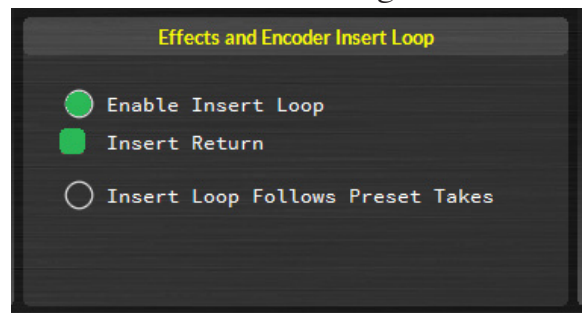 Effects and Encoder Insert Loop
Enable Insert Loop
Insert Return
Insert Loop Follows Preset Takes